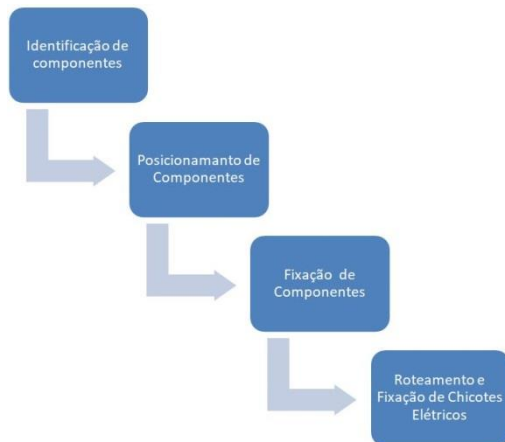 Identificação de
componentes
Posicionamanto de
Componentes
Fixação de
Componentes
Roteamento e
Fixação de Chicotes
Elétricos